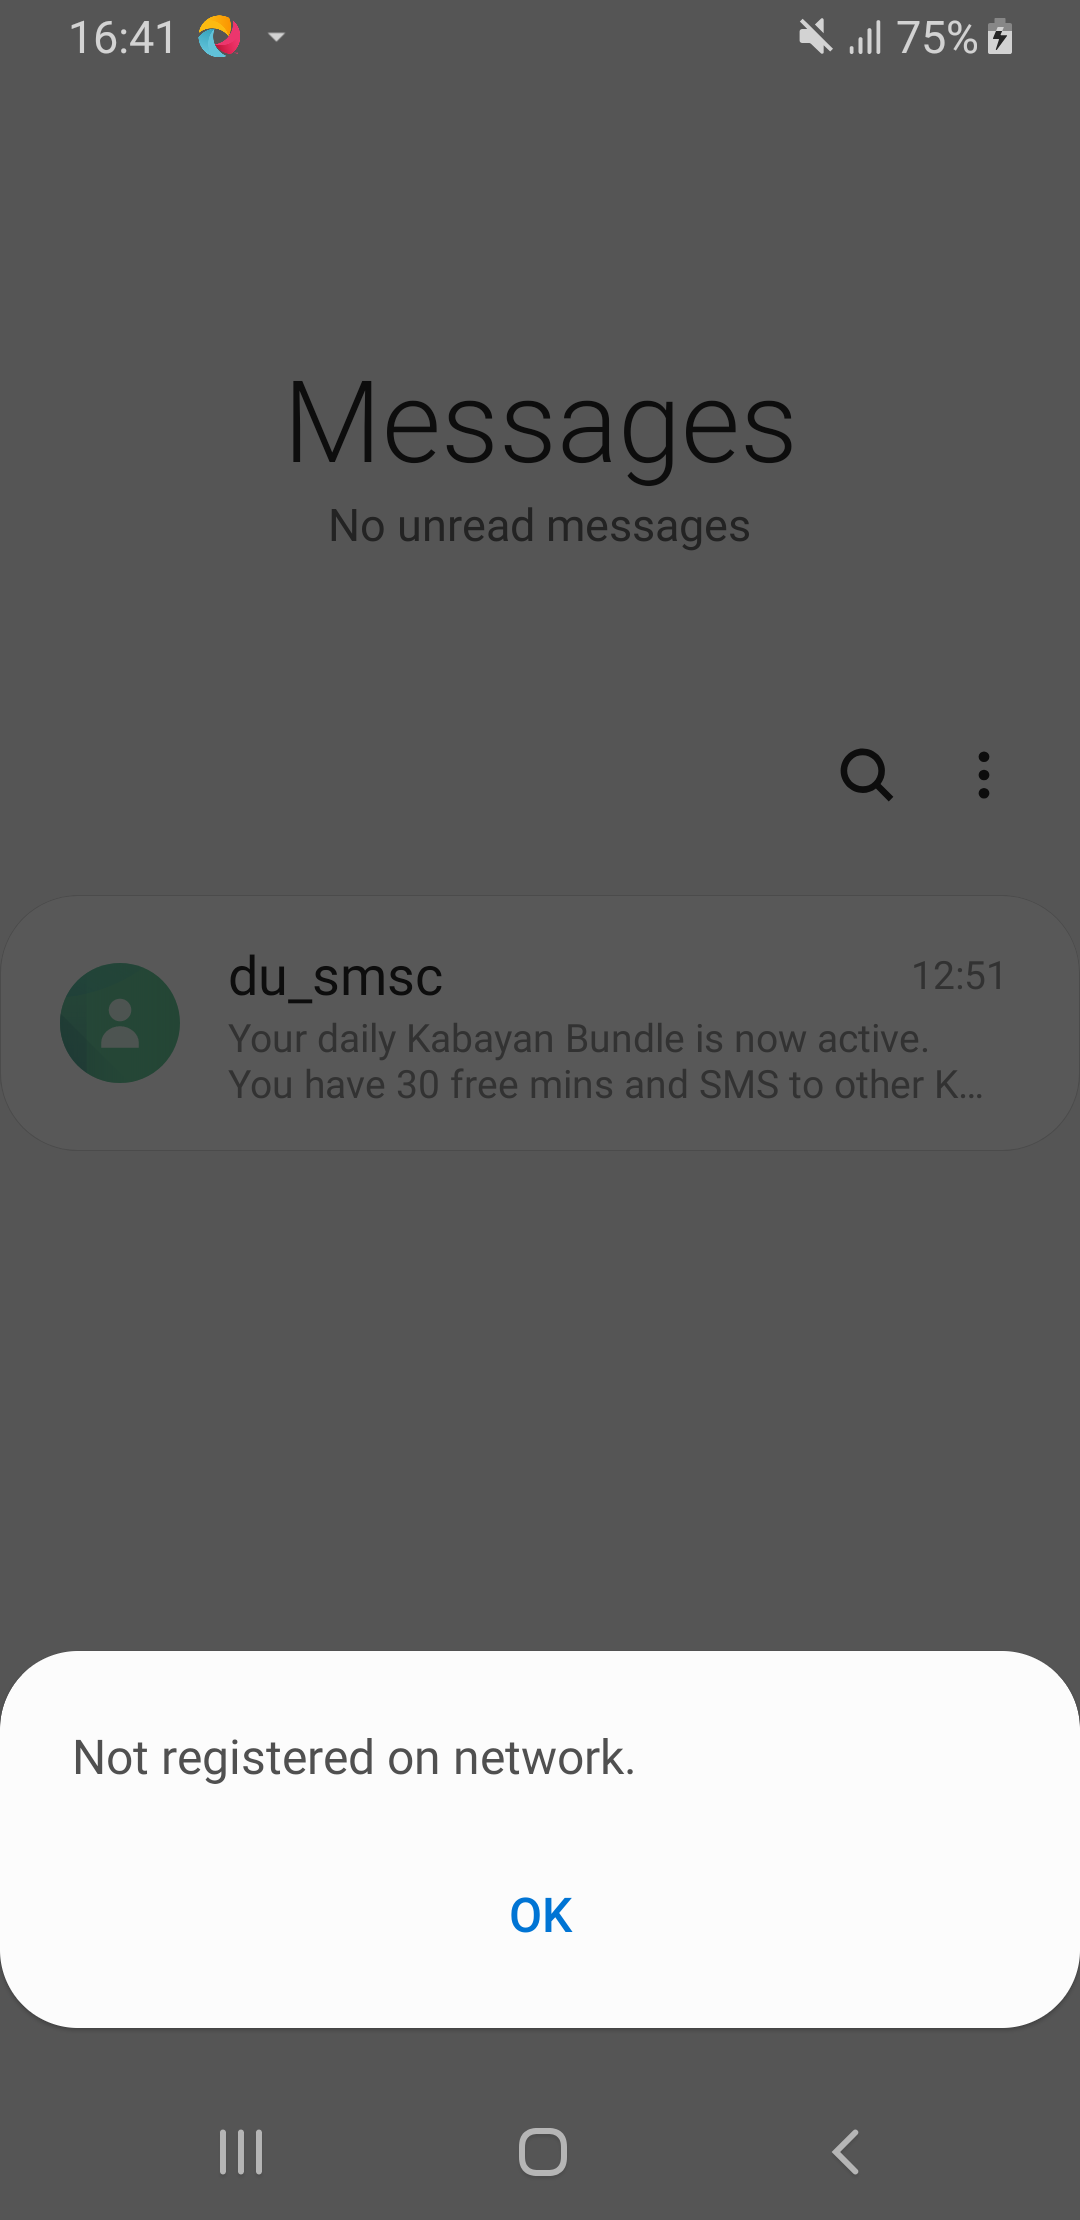 16:41
75%
Messages
No unread messages
du_smsc
12:51
Your daily Kabayan Bundle is now active.
You have 30 free mins and SMS to other K...
Not registered on network.
OK